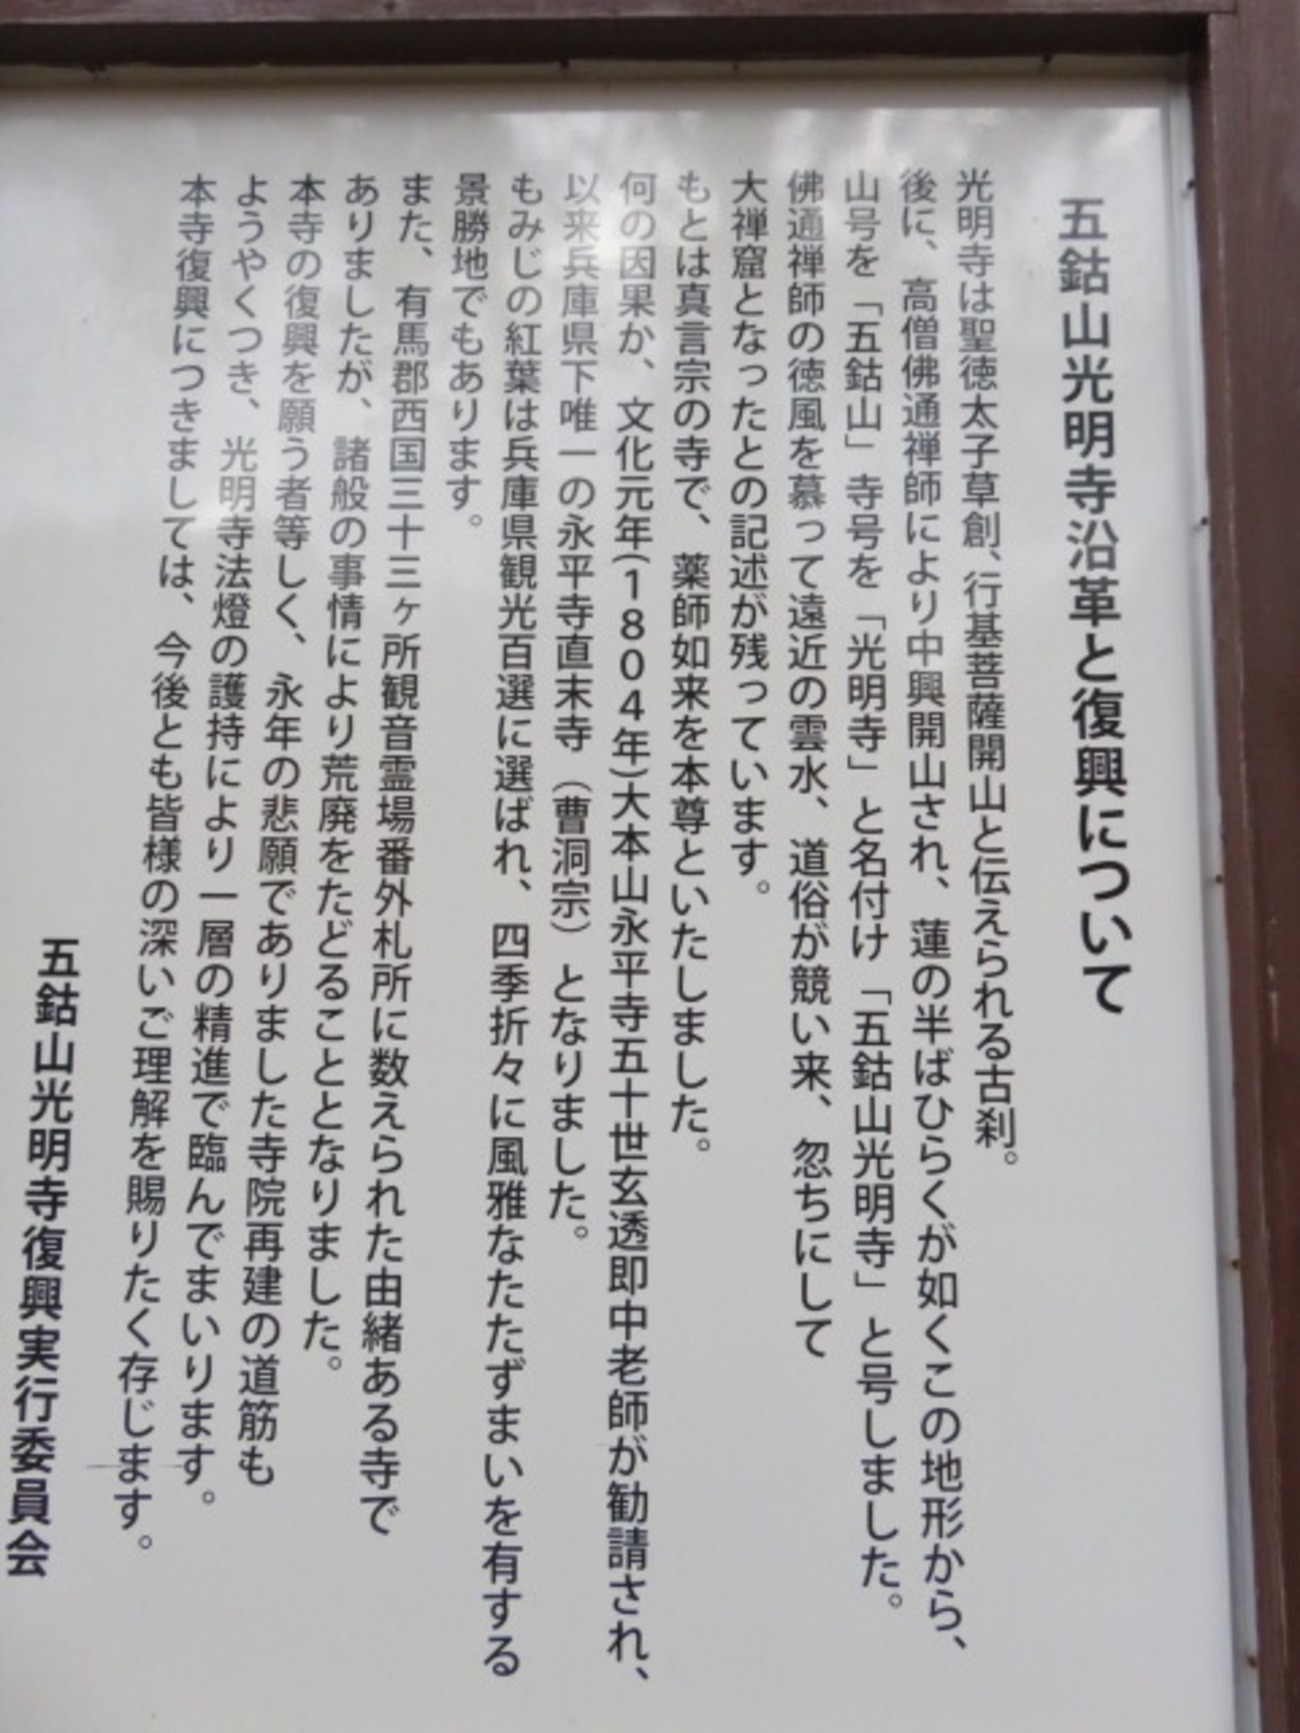 五鈷山光明寺沿革と復興について
光明寺は聖徳太子草創、行基菩薩開山と伝えられる古刹。
後に、高僧佛通禅師により中興開山され、蓮の半ばひらくが如くこの地形から、
山号を「五鈷山」寺号を「光明寺」と名付け「五鈷山光明寺」と号しました。
佛通禅師の徳風を慕って遠近の雲水、道俗が競い来、忽ちにして
大禅窟となったとの記述が残っています。
もとは真言宗の寺で、薬師如来を本尊といたしました。
何の因果か、文化元年(1804年)大本山永平寺五十世玄透即中老師が勧請され、
以来兵庫県下唯一の永平寺直末寺（曹洞宗）となりました。
もみじの紅葉は兵庫県観光百選に選ばれ、四季折々に風雅なたたずまいを有する
景勝地でもあります。
また、有馬郡西国三十三ヶ所観音霊場番外札所に数えられた由緒ある寺で
ありましたが、諸般の事情により荒廃をたどることとなりました。
本寺の復興を願う者等しく、永年の悲願でありました寺院再建の道筋も
ようやくつき、光明寺法燈の護持により一層の精進で臨んでまいります。
本寺復興につきましては、今後とも皆様の深いご理解を賜りたく存じます。
五鈷山光明寺復興実行委員会